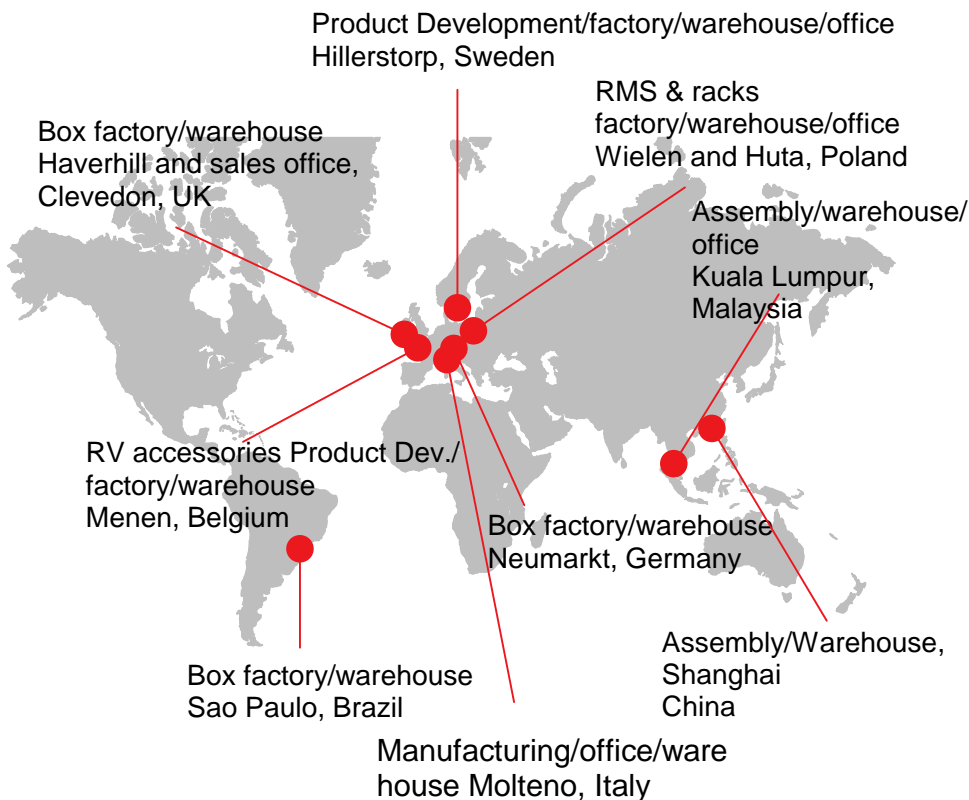 Product Development/factory/warehouse/office
Hillerstorp, Sweden
RMS & racks
factory/warehouse/office
Wielen and Huta, Poland
Box factory/warehouse
Haverhill and sales office,
Clevedon, UK
Assembly/warehouse/
office
Kuala Lumpur,
Malaysia
RV accessories Product Dev./
factory/warehouse
Menen, Belgium
Box factory/warehouse
Neumarkt, Germany
Box factory/warehouse
Sao Paulo, Brazil
Assembly/Warehouse,
Shanghai
China
Manufacturing/office/ware
house Molteno, Italy